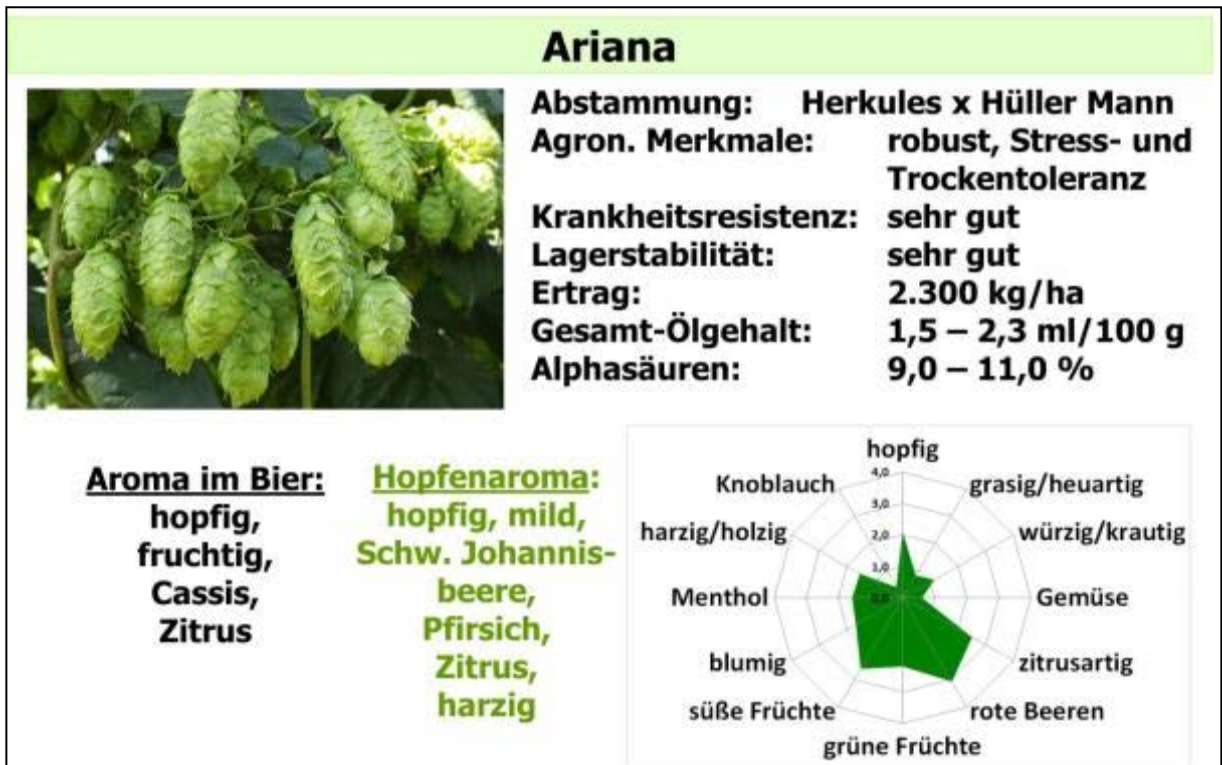 Ariana
Abstammung: Herkules x Hüller Mann
Agron. Merkmale: robust, Stress- und
Trockentoleranz
Krankheitsresistenz: sehr gut
Lagerstabilität: sehr gut
Ertrag: 2.300 kg/ha
Gesamt-Ölgehalt: 1,5 – 2,3 ml/100 g
Alphasäuren: 9,0 – 11,0 %
Aroma im Bier:
hopfig,
fruchtig,
Cassis,
Zitrus
Hopfenaroma:
hopfig, mild,
Schw. Johannis-
beere,
Pfirsich,
Zitrus,
harzig
hopfig
grasig/heuartig
würzig/krautig
Gemüse
zitrusartig
rote Beeren
grüne Früchte
süße Früchte
blumig
Menthol
harzig/holzig
Knoblauch
4,0
3,0
2,0
1,0
0,0